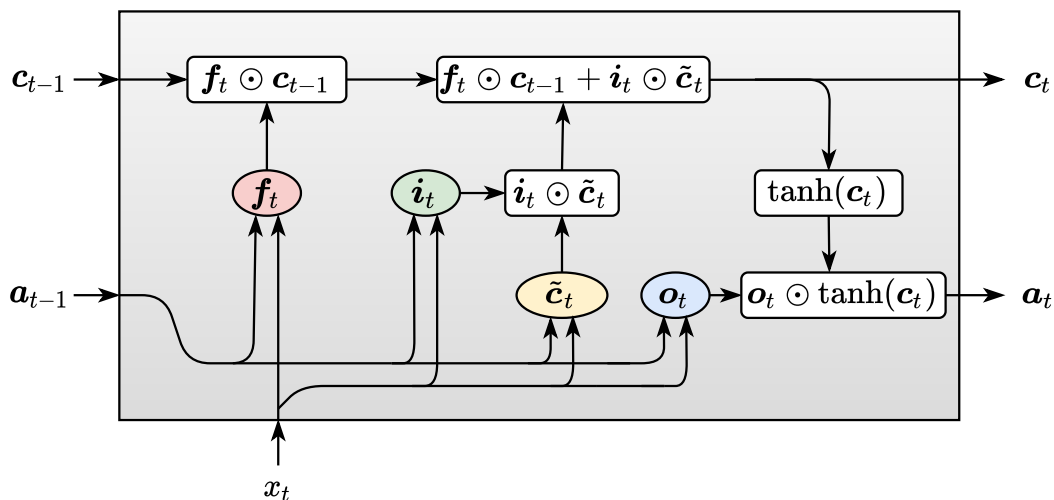 c_{t−1} f_t ⊙ c_{t−1} f_t ⊙ c_{t−1} + i_t ⊙ c̃_t c_t
f_t i_t i_t ⊙ c̃_t tanh(c_t)
a_{t−1} c̃_t o_t o_t ⊙ tanh(c_t) a_t
x_t